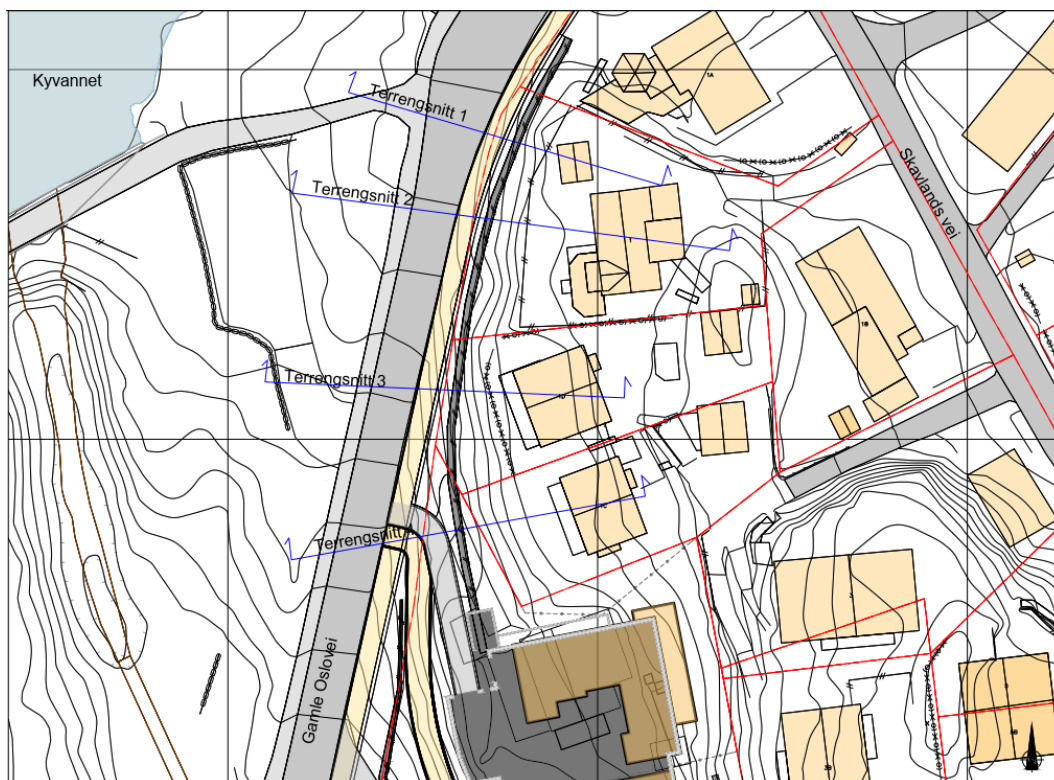 Kyvannet
Terrengsnitt 1
Terrengsnitt 2
Skavlands vei
Terrengsnitt 3
Terrengsnitt
Gamle Oslovei